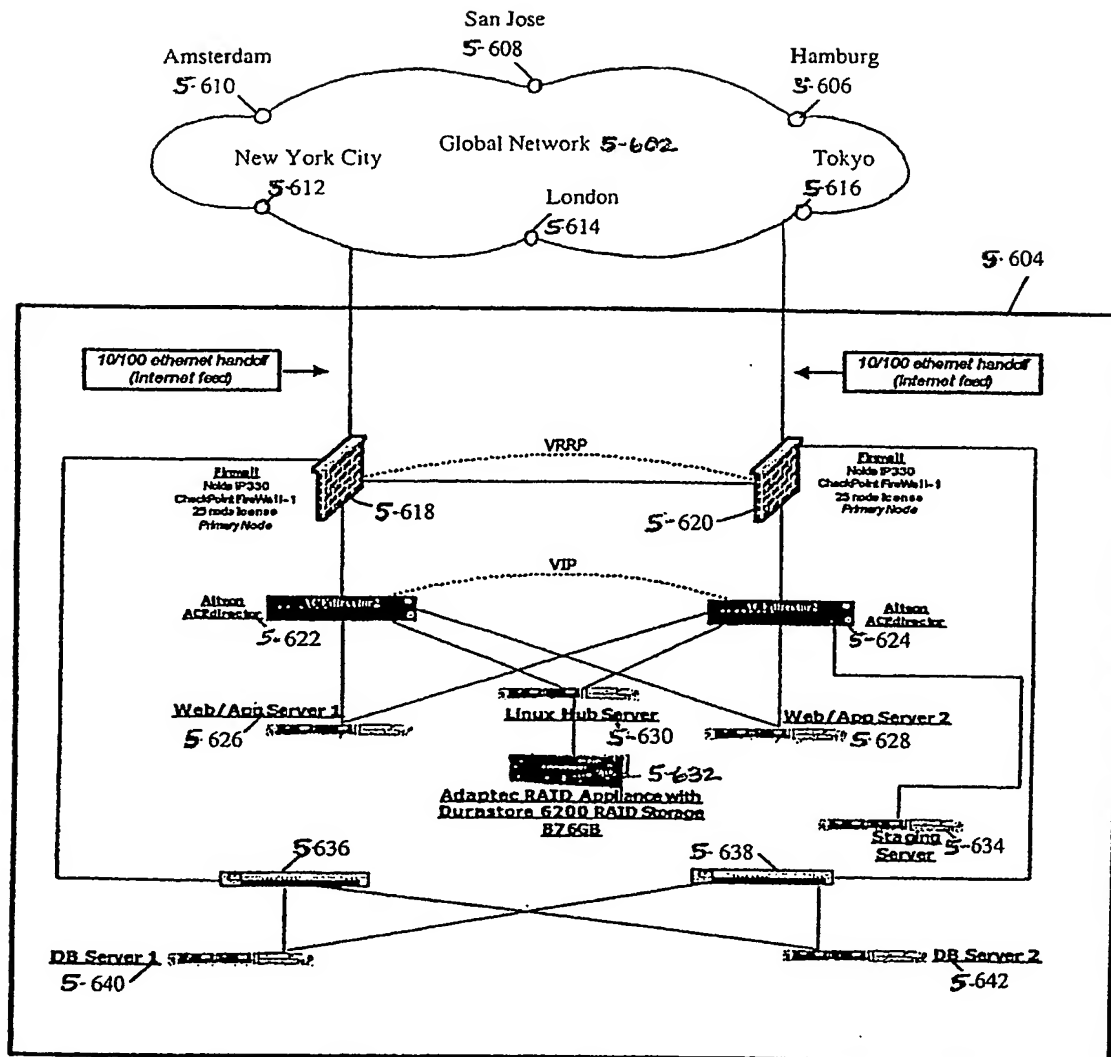 San Jose
5-608
Amsterdam
5-610
Hamburg
5-606
Global Network 5-602
New York City
5-612
Tokyo
5-616
London
5-614
5-604
10/100 ethernet handoff
(Internet feed)
10/100 ethernet handoff
(Internet feed)
VRRP
Firewall
Nokia IP330
CheckPoint FireWall-1
25 node license
Primary Node
5-618
Firewall
Nokia IP330
CheckPoint FireWall-1
25 node license
Primary Node
5-620
VIP
Alteon
ACEdirector
ACEdirector2
5-622
ACEdirector2
Alteon
ACEdirector
5-624
Web/App Server 1
5-626
Linux Hub Server
5-630
Web/App Server 2
5-628
5-632
Adaptec RAID Appliance with
Durastore 6200 RAID Storage
876GB
Staging
Server
5-634
5-636
5-638
DB Server 1
5-640
DB Server 2
5-642